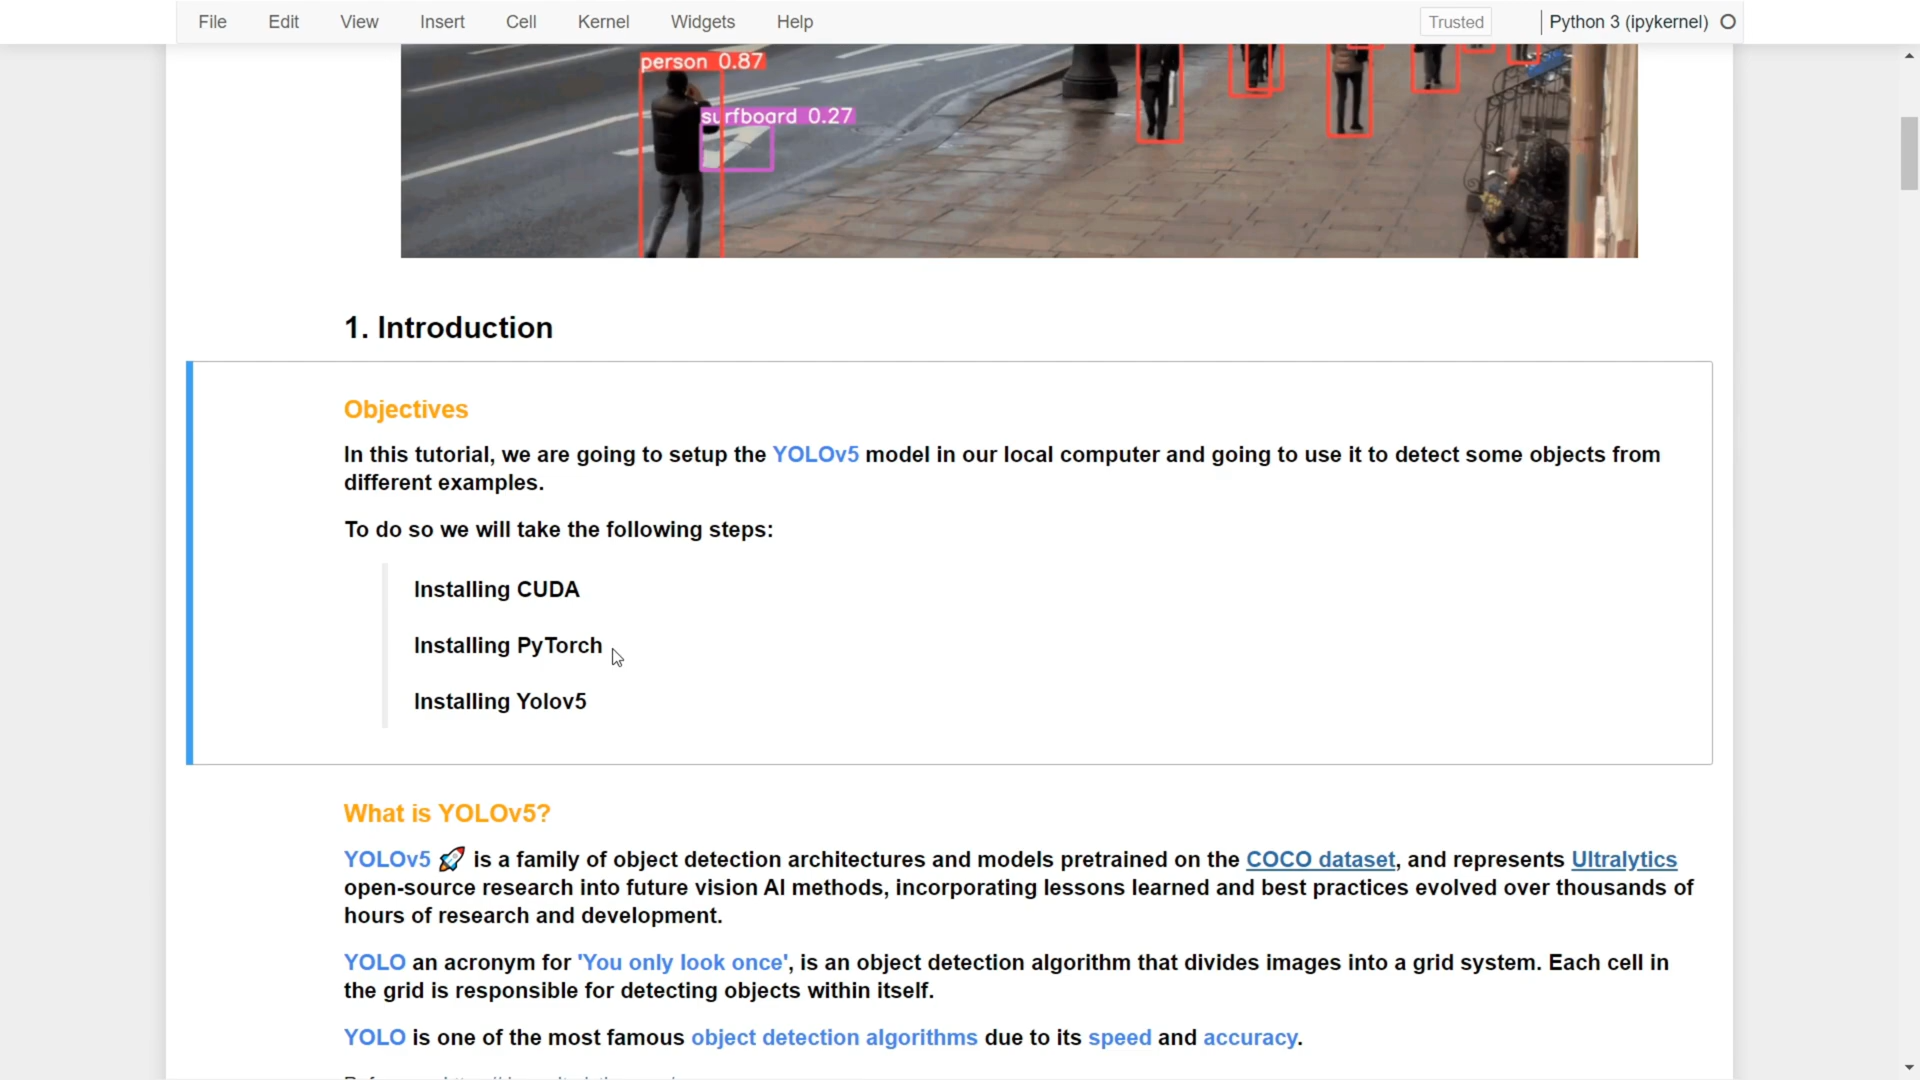 File Edit View Insert Cell Kernel Widgets Help Trusted Python 3 (ipykernel)
person 0.87
surfboard 0.27
1. Introduction
Objectives
In this tutorial, we are going to setup the YOLOv5 model in our local computer and going to use it to detect some objects from
different examples.
To do so we will take the following steps:
Installing CUDA
Installing PyTorch
Installing Yolov5
What is YOLOv5?
YOLOv5 🚀 is a family of object detection architectures and models pretrained on the COCO dataset, and represents Ultralytics
open-source research into future vision AI methods, incorporating lessons learned and best practices evolved over thousands of
hours of research and development.
YOLO an acronym for 'You only look once', is an object detection algorithm that divides images into a grid system. Each cell in
the grid is responsible for detecting objects within itself.
YOLO is one of the most famous object detection algorithms due to its speed and accuracy.